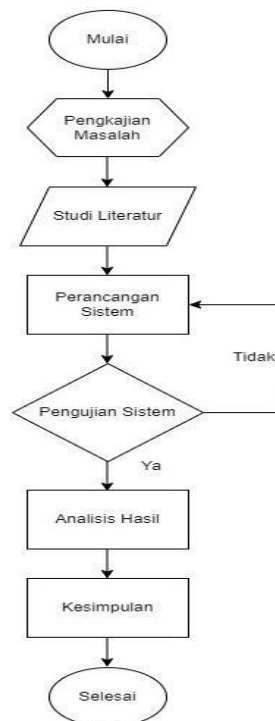 Mulai
Pengkajian
Masalah
Studi Literatur
Perancangan
Sistem
Tidak
Pengujian Sistem
Ya
Analisis Hasil
Kesimpulan
Selesai